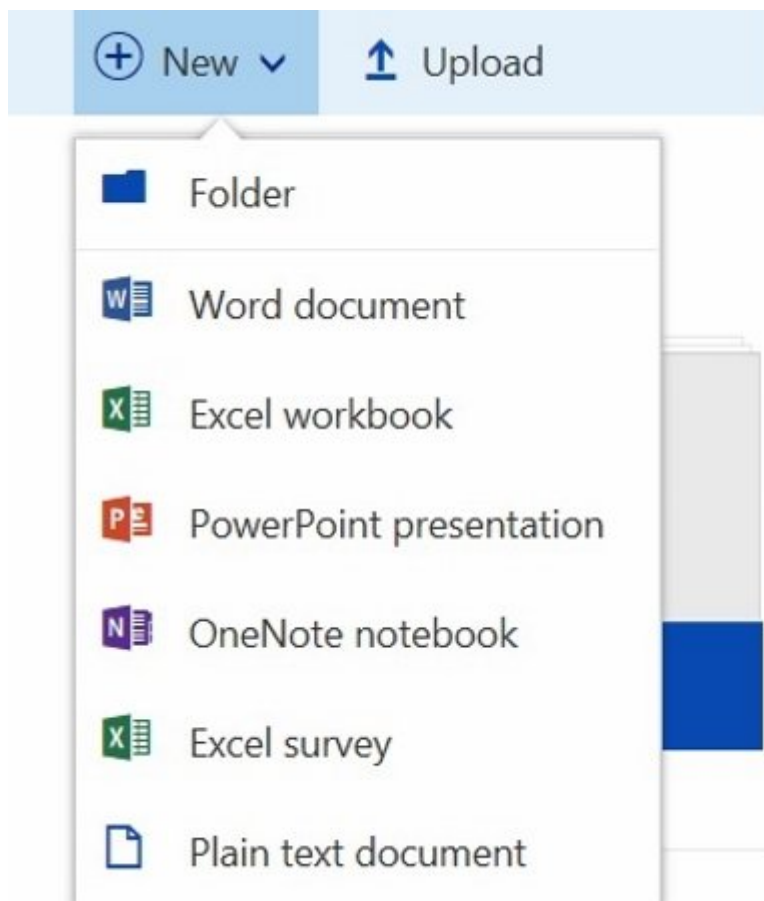 New Upload
Folder
Word document
Excel workbook
PowerPoint presentation
OneNote notebook
Excel survey
Plain text document